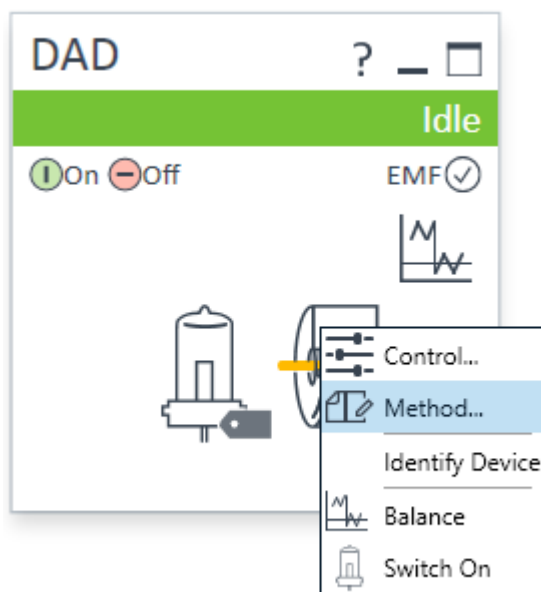 DAD ?
Idle
On Off EMF
Control...
Method...
Identify Device
Balance
Switch On